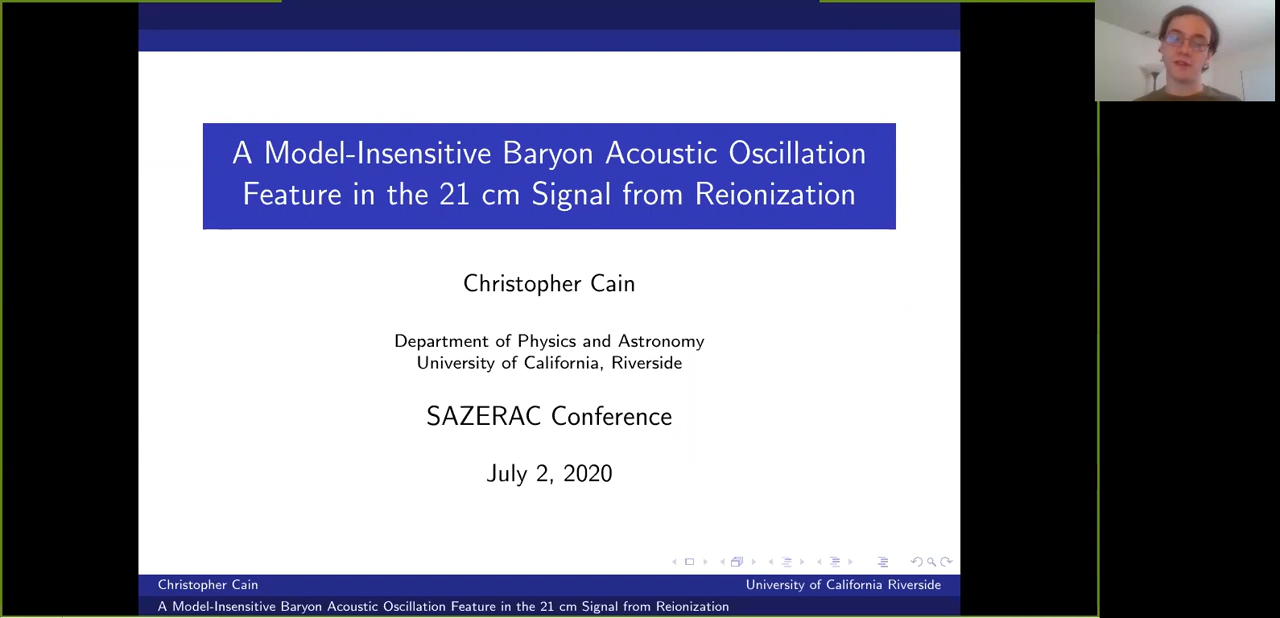 A Model-Insensitive Baryon Acoustic Oscillation
Feature in the 21 cm Signal from Reionization
Christopher Cain
Department of Physics and Astronomy
University of California, Riverside
SAZERAC Conference
July 2, 2020
Christopher Cain
University of California Riverside
A Model-Insensitive Baryon Acoustic Oscillation Feature in the 21 cm Signal from Reionization